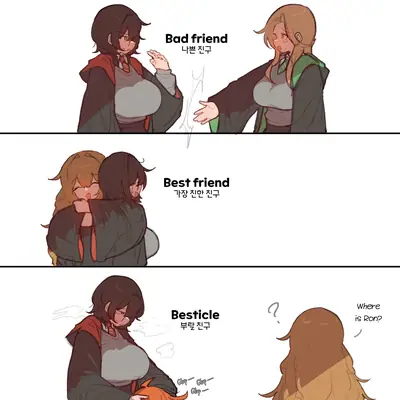 Bad friend
나쁜 친구
Best friend
가장 친한 친구
Besticle
부랄 친구
?
Where
is Ron?